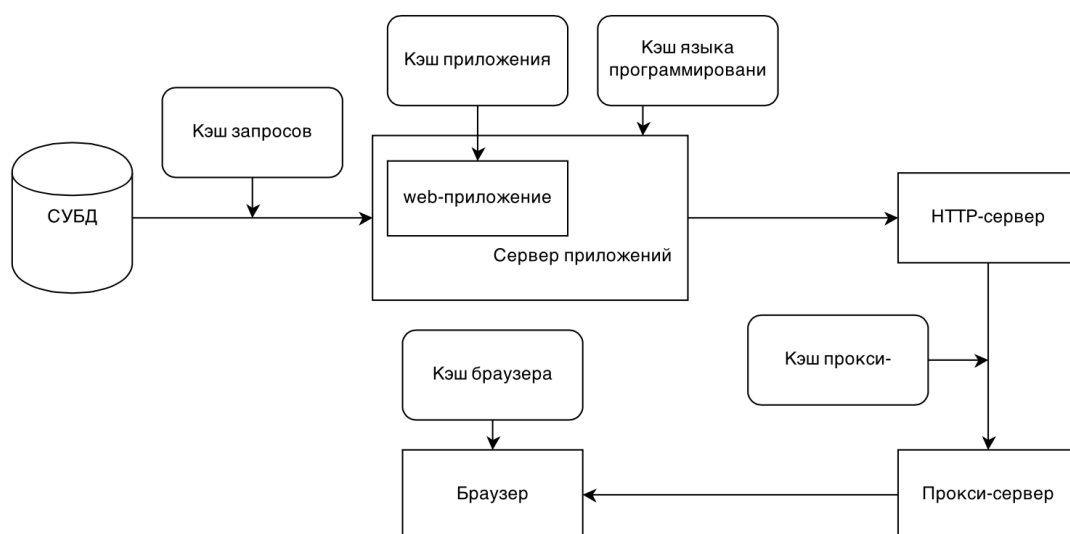 Кэш приложения
Кэш языка
программировани
Кэш запросов
СУБД
web-приложение
Сервер приложений
HTTP-сервер
Кэш прокси-
Кэш браузера
Браузер
Прокси-сервер